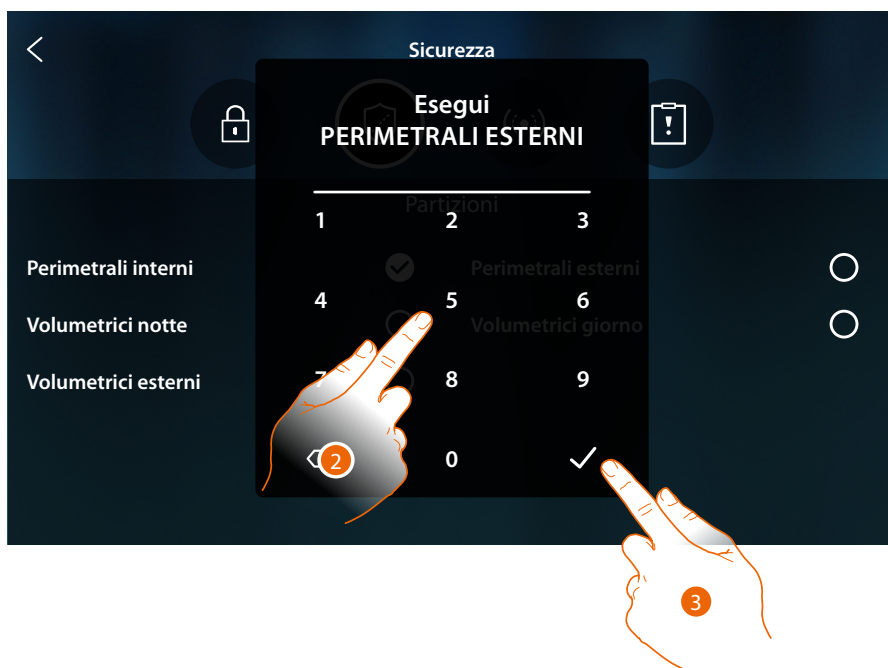 Sicurezza
Esegui
PERIMETRALI ESTERNI
Partizioni
1 2 3
Perimetrali interni
Perimetrali esterni
4 5 6
Volumetrici notte
Volumetrici giorno
7 8 9
Volumetrici esterni
2
0
3